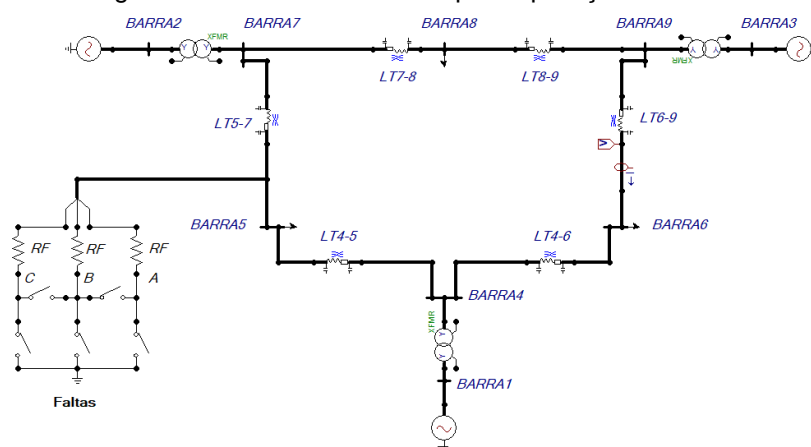 BARRA2
XFMR
BARRA7
BARRA8
BARRA9
XFMR
BARRA3
LT7-8
LT8-9
LT5-7
LT6-9
V
I
BARRA5
LT4-5
LT4-6
BARRA6
RF
RF
RF
C
B
A
BARRA4
XFMR
BARRA1
Faltas
Y
Y
Y
Y
Y
Y